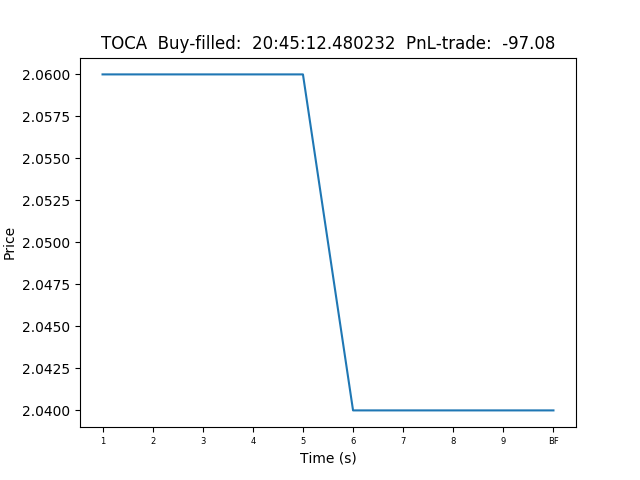 TOCA  Buy-filled:  20:45:12.480232  PnL-trade:  -97.08
2.0600
2.0575
2.0550
2.0525
2.0500
2.0475
2.0450
2.0425
2.0400
Price
1 2 3 4 5 6 7 8 9 BF
Time (s)